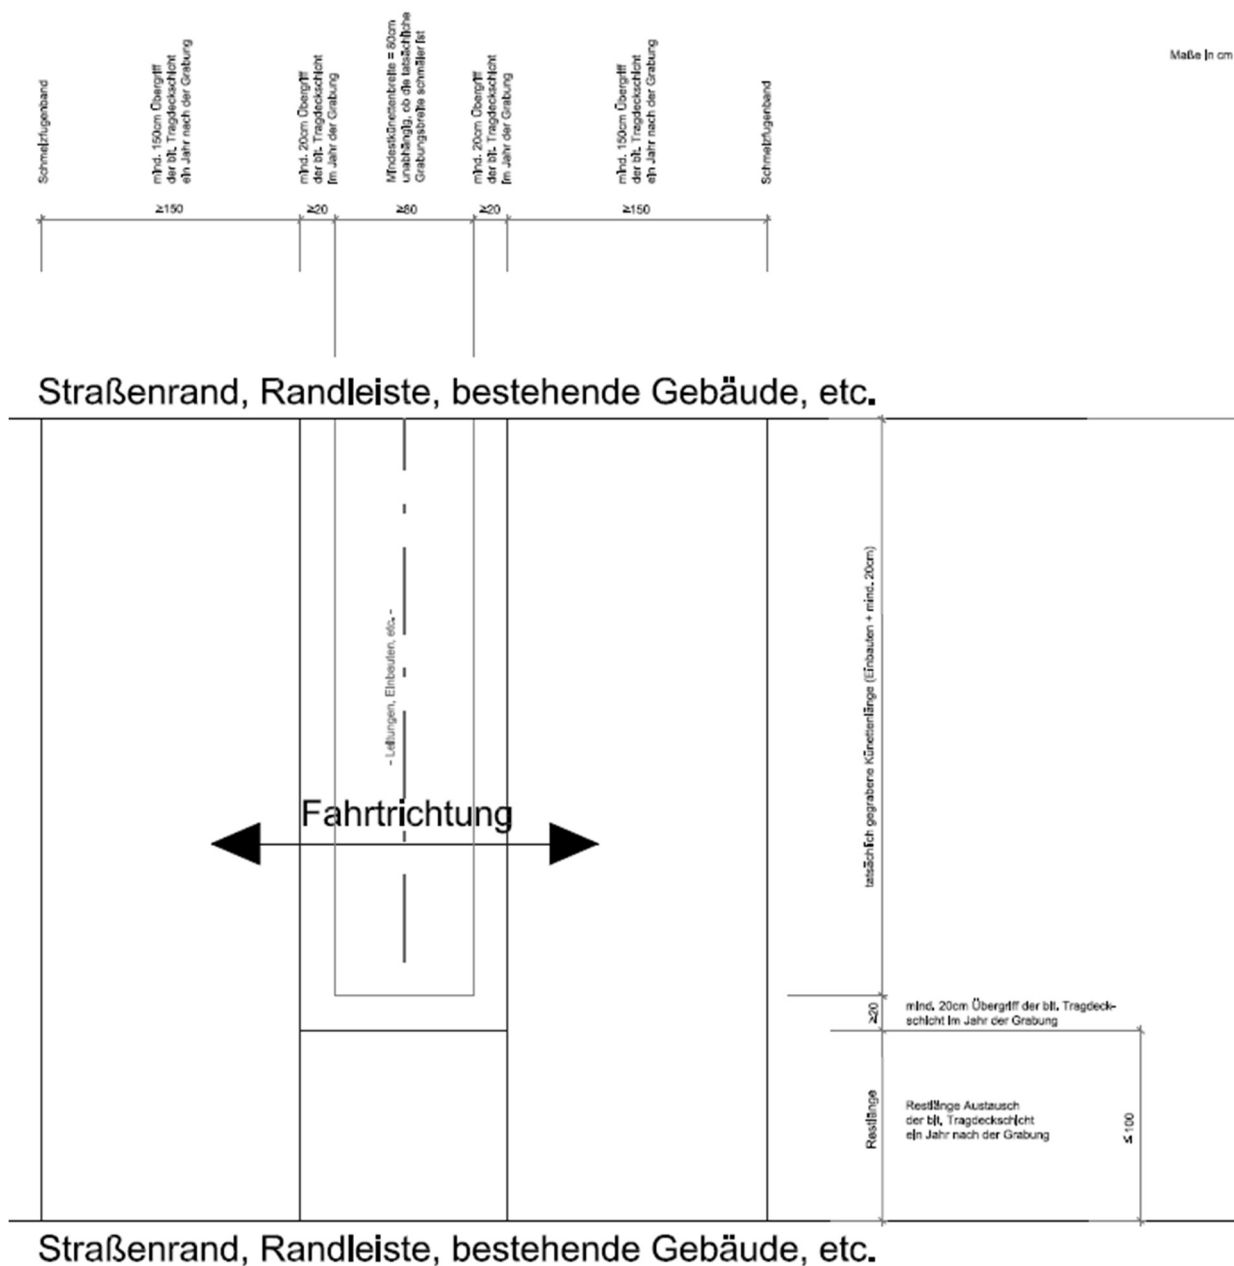 Maße in cm
Schmelzfugenband
mind. 150cm Übergriff
der bit. Tragdeckschicht
ein Jahr nach der Grabung
mind. 20cm Übergriff
der bit. Tragdeckschicht
im Jahr der Grabung
Mindestkünettenbreite = 80cm
unabhängig, ob die tatsächliche
Grabungsbreite schmäler ist
mind. 20cm Übergriff
der bit. Tragdeckschicht
im Jahr der Grabung
mind. 150cm Übergriff
der bit. Tragdeckschicht
ein Jahr nach der Grabung
Schmelzfugenband
≥150
≥20
≥80
≥20
≥150
Straßenrand, Randleiste, bestehende Gebäude, etc.
- Leitungen, Einbauten, etc. -
Fahrtrichtung
tatsächlich gegrabene Künettenlänge (Einbauten + mind. 20cm)
≥20
mind. 20cm Übergriff der bit. Tragdeck-
schicht im Jahr der Grabung
Restlänge
Restlänge Austausch
der bit. Tragdeckschicht
ein Jahr nach der Grabung
≤100
Straßenrand, Randleiste, bestehende Gebäude, etc.